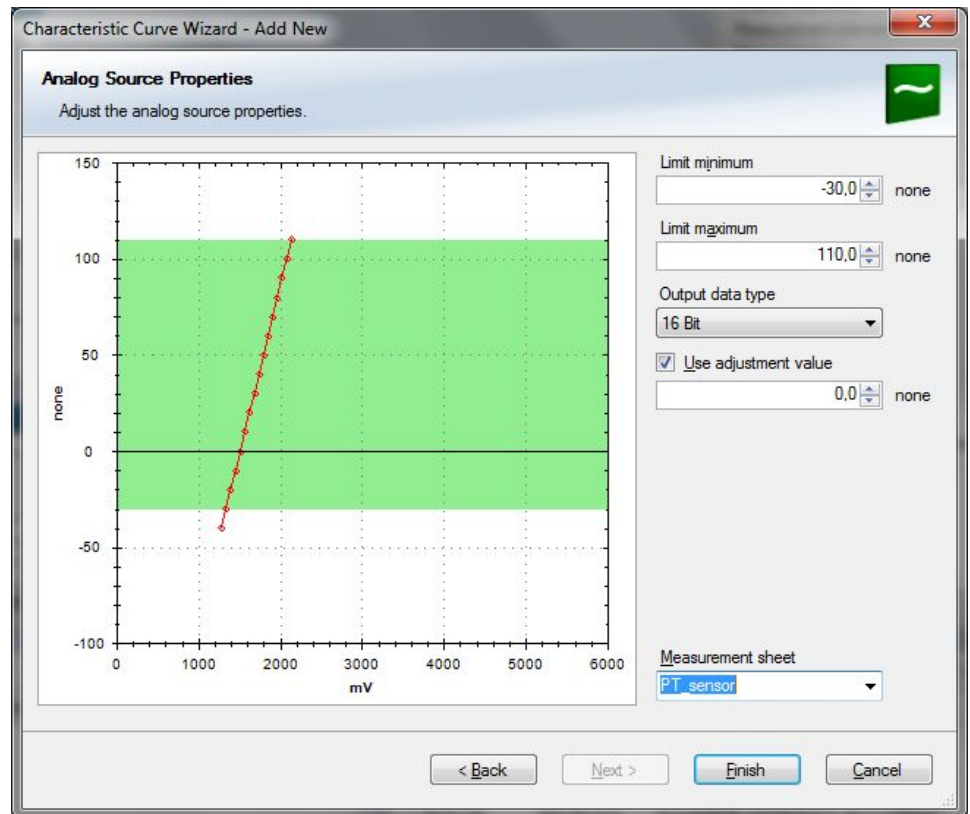 Characteristic Curve Wizard - Add New
Analog Source Properties
Adjust the analog source properties.
150
100
50
0
-50
-100
none
0 1000 2000 3000 4000 5000 6000
mV
Limit minimum
-30,0 none
Limit maximum
110,0 none
Output data type
16 Bit
Use adjustment value
0,0 none
Measurement sheet
PT_sensor
< Back Next > Finish Cancel